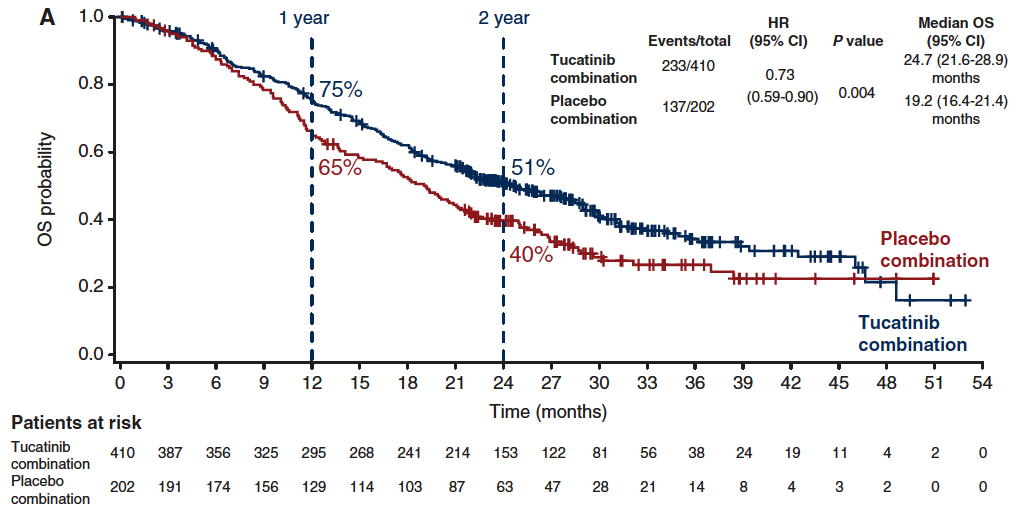 A
1 year
2 year
HR
Median OS
Events/total
(95% CI)
P value
(95% CI)
Tucatinib
combination
233/410
0.73
(0.59-0.90)
0.004
24.7 (21.6-28.9)
months
Placebo
combination
137/202
19.2 (16.4-21.4)
months
OS probability
1.0
0.8
0.6
0.4
0.2
0.0
75%
65%
51%
40%
Placebo
combination
Tucatinib
combination
0 3 6 9 12 15 18 21 24 27 30 33 36 39 42 45 48 51 54
Time (months)
Patients at risk
Tucatinib
combination
410 387 356 325 295 268 241 214 153 122 81 56 38 24 19 11 4 2 0
Placebo
combination
202 191 174 156 129 114 103 87 63 47 28 21 14 8 4 3 2 0 0